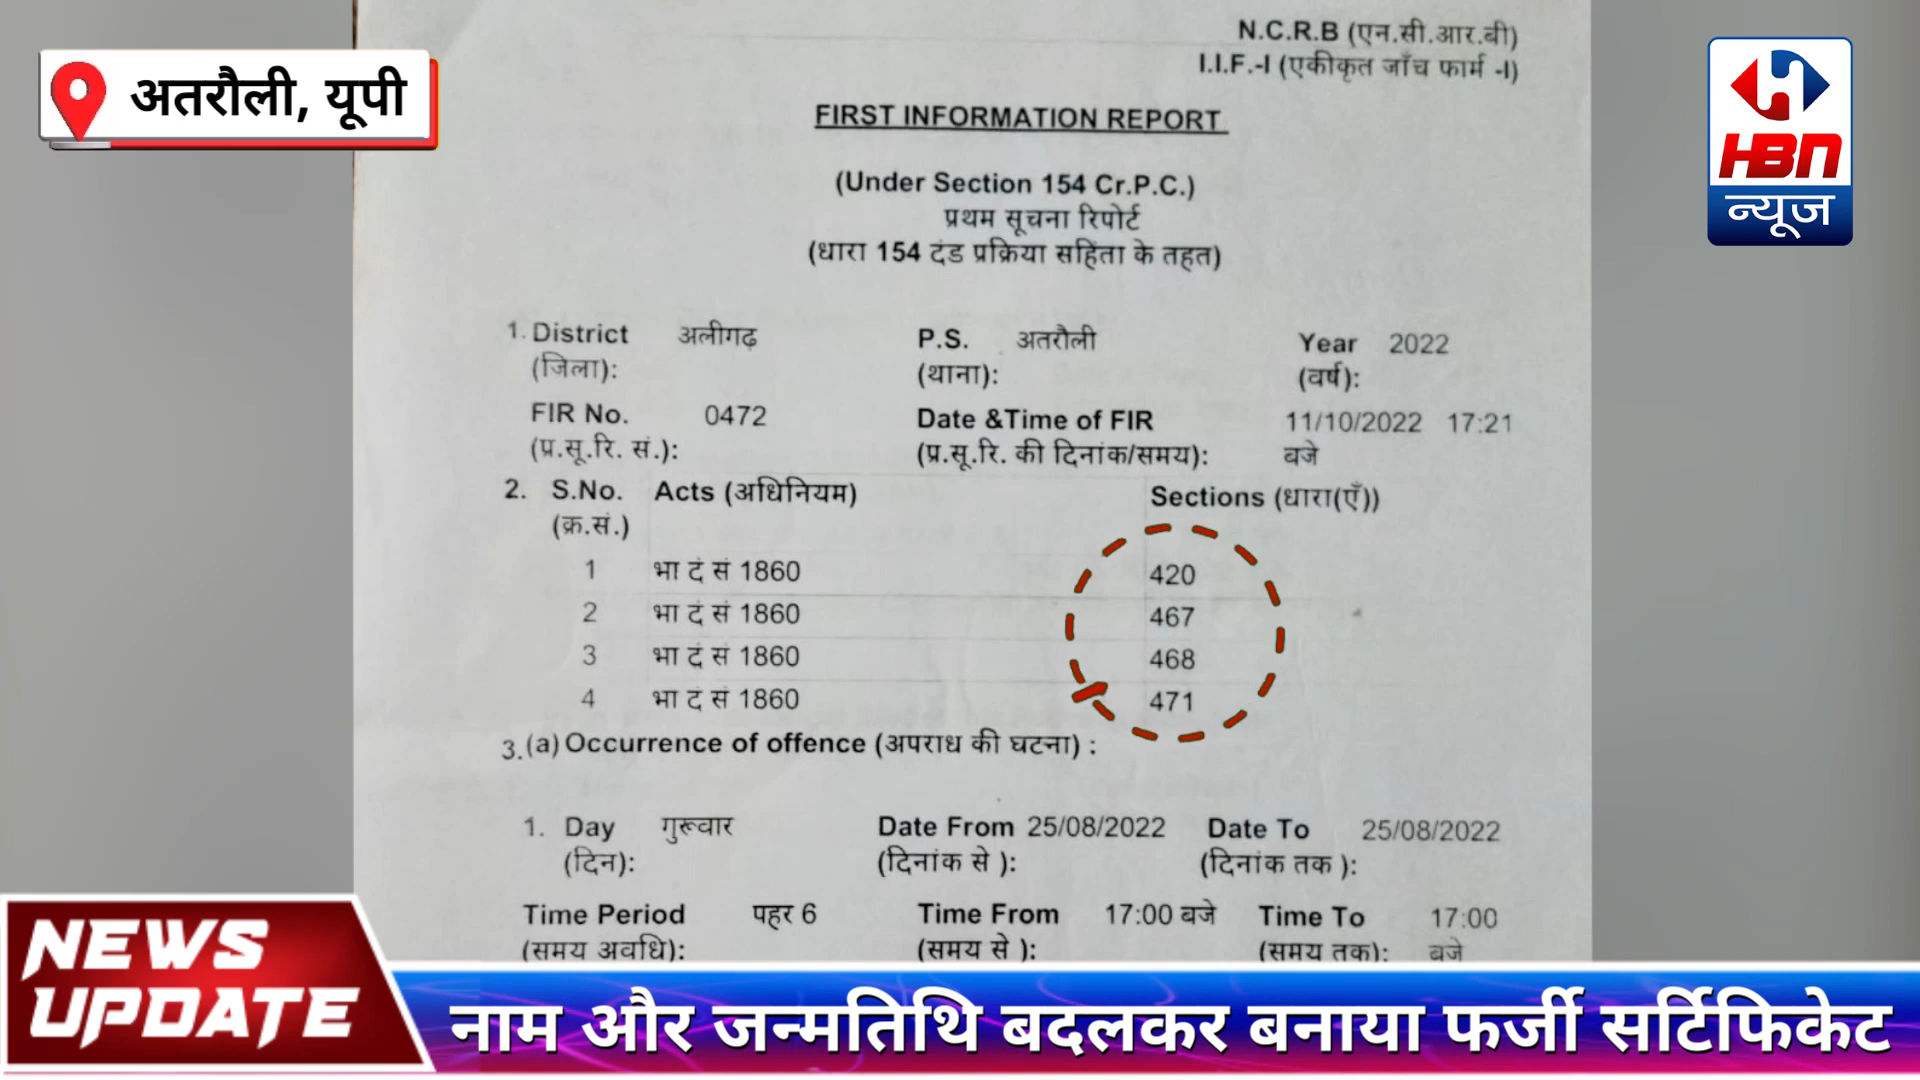 N.C.R.B (एन.सी.आर.बी)
I.I.F.-I (एकीकृत जाँच फार्म -I)
अतरौली, यूपी
HBN
न्यूज
FIRST INFORMATION REPORT
(Under Section 154 Cr.P.C.)
प्रथम सूचना रिपोर्ट
(धारा 154 दंड प्रक्रिया सहिंता के तहत)
1. District अलीगढ़ P.S. अतरौली Year 2022
(जिला): (थाना): (वर्ष):
FIR No. 0472 Date &Time of FIR 11/10/2022 17:21
(प्र.सू.रि. सं.): (प्र.सू.रि. की दिनांक/समय): बजे
2. S.No. Acts (अधिनियम) Sections (धारा(एँ))
(क्र.सं.)
1 भा दं सं 1860 420
2 भा दं सं 1860 467
3 भा दं सं 1860 468
4 भा दं सं 1860 471
3.(a) Occurrence of offence (अपराध की घटना) :
1. Day गुरूवार Date From 25/08/2022 Date To 25/08/2022
(दिन): (दिनांक से ): (दिनांक तक ):
Time Period पहर 6 Time From 17:00 बजे Time To 17:00
(समय अवधि): (समय से ): (समय तक): बजे
NEWS
UPDATE
नाम और जन्मतिथि बदलकर बनाया फर्जी सर्टिफिकेट